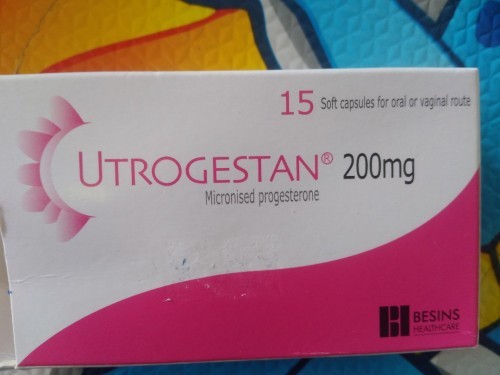 15 Soft capsules for oral or vaginal route
UTROGESTAN® 200mg
Micronised progesterone
BESINS
HEALTHCARE